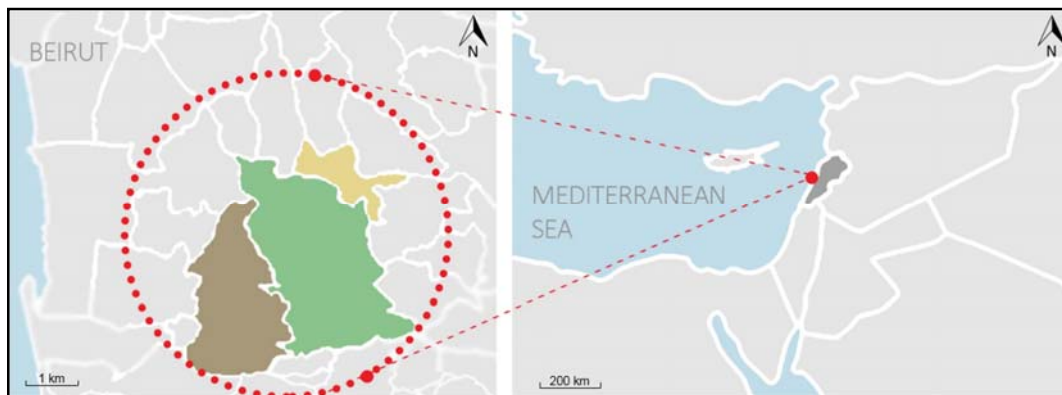 BEIRUT
N
1 km
N
MEDITERRANEAN
SEA
200 km